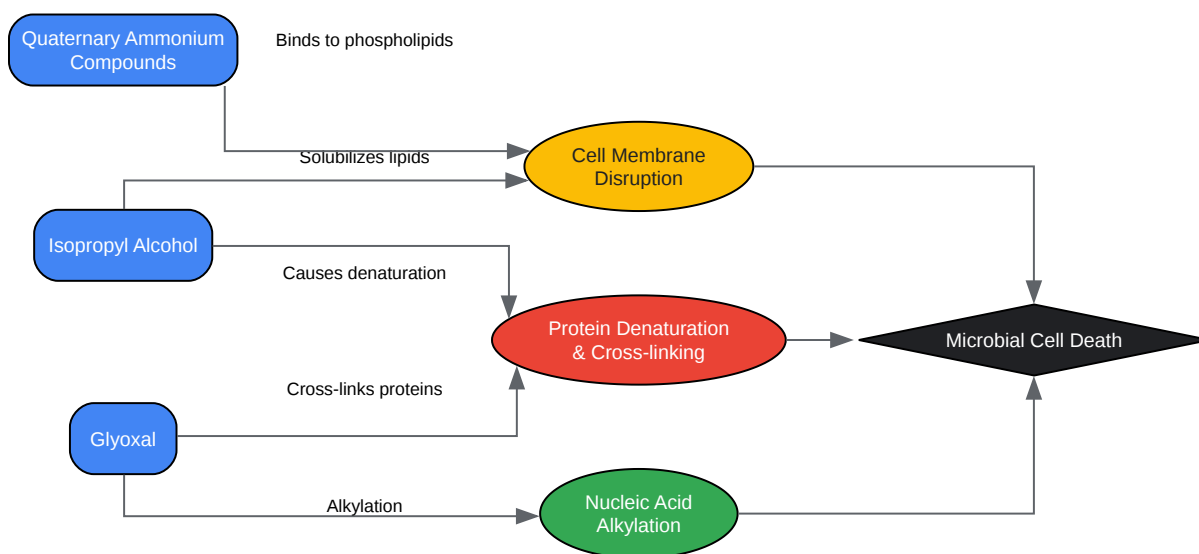 Quaternary Ammonium
Compounds
Binds to phospholipids
Solubilizes lipids
Cell Membrane
Disruption
Isopropyl Alcohol
Causes denaturation
Protein Denaturation
& Cross-linking
Microbial Cell Death
Cross-links proteins
Glyoxal
Alkylation
Nucleic Acid
Alkylation